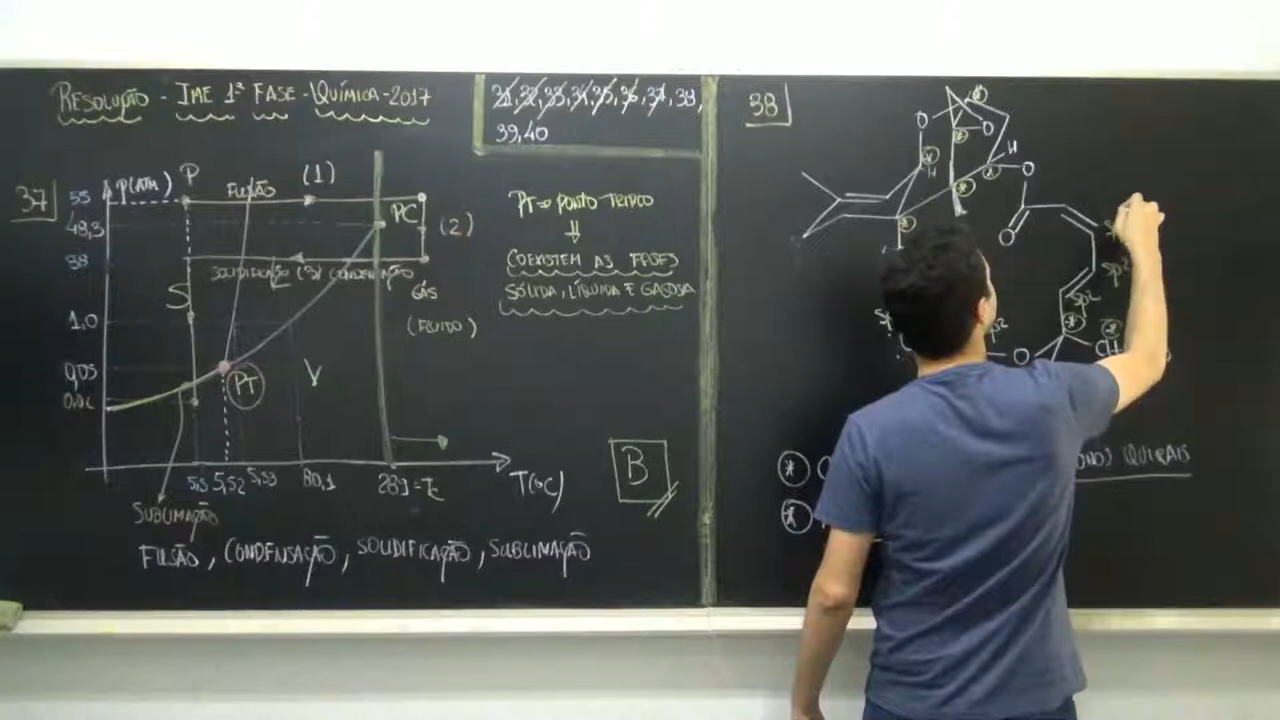 RESOLUÇÃO - IME 1ª FASE - QUÍMICA - 2017
31, 32, 33, 34, 35, 36, 37, 38,
39, 40
37
P(ATM)
P
FUSÃO
(1)
55
48,3
38
1,0
0,05
PC
(2)
SOLIDIFICAÇÃO (3) CONDENSAÇÃO
S
GÁS
(FLUIDO)
PT
V
5,5
5,52
5,53
80,1
289 = Tc
T(°C)
SUBLIMAÇÃO
FUSÃO, CONDENSAÇÃO, SOLIDIFICAÇÃO, SUBLIMAÇÃO
PT ⇒ PONTO TRIPLO
⇓
COEXISTEM AS FASES
SÓLIDA, LÍQUIDA E GASOSA
B
38
O
*
O
*
*
H
H
*
*
O
*
O
sp2
sp2
*
*
O
QUIRAIS
*
*